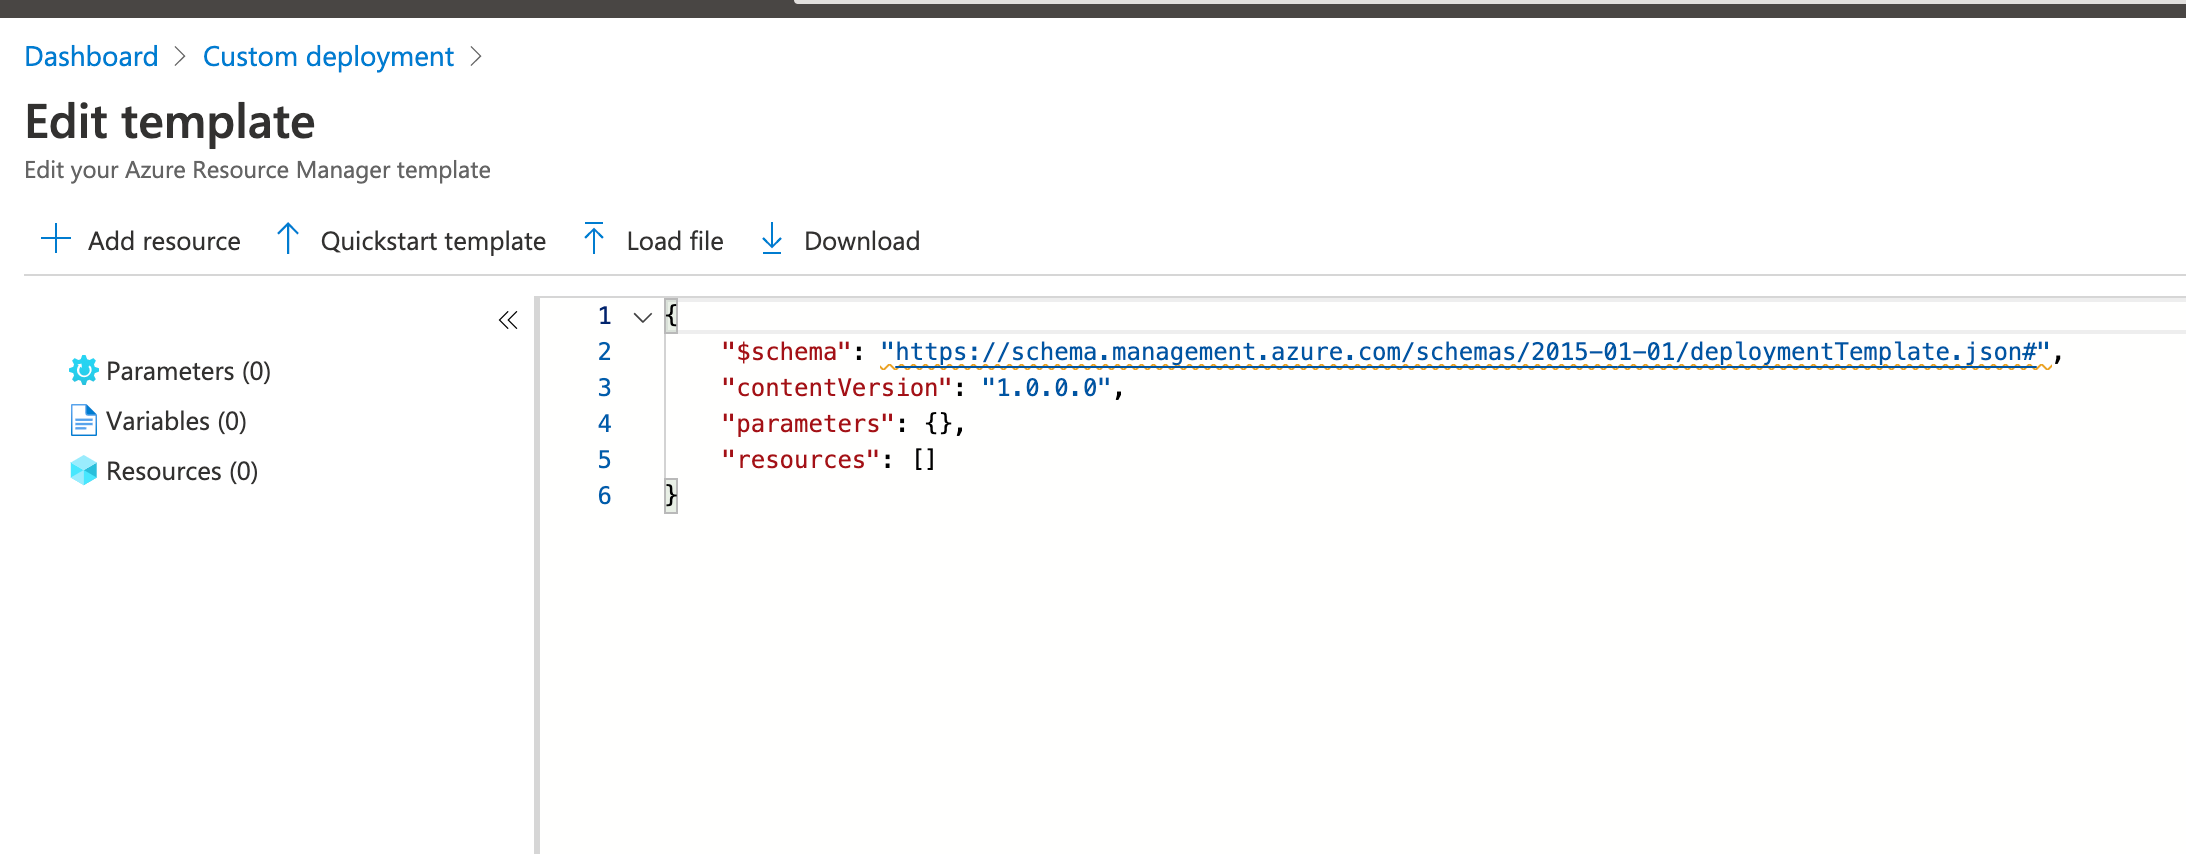 Dashboard > Custom deployment >
Edit template
Edit your Azure Resource Manager template
Add resource Quickstart template Load file Download
Parameters (0)
Variables (0)
Resources (0)
1 {
2 "$schema": "https://schema.management.azure.com/schemas/2015-01-01/deploymentTemplate.json#",
3 "contentVersion": "1.0.0.0",
4 "parameters": {},
5 "resources": []
6 }